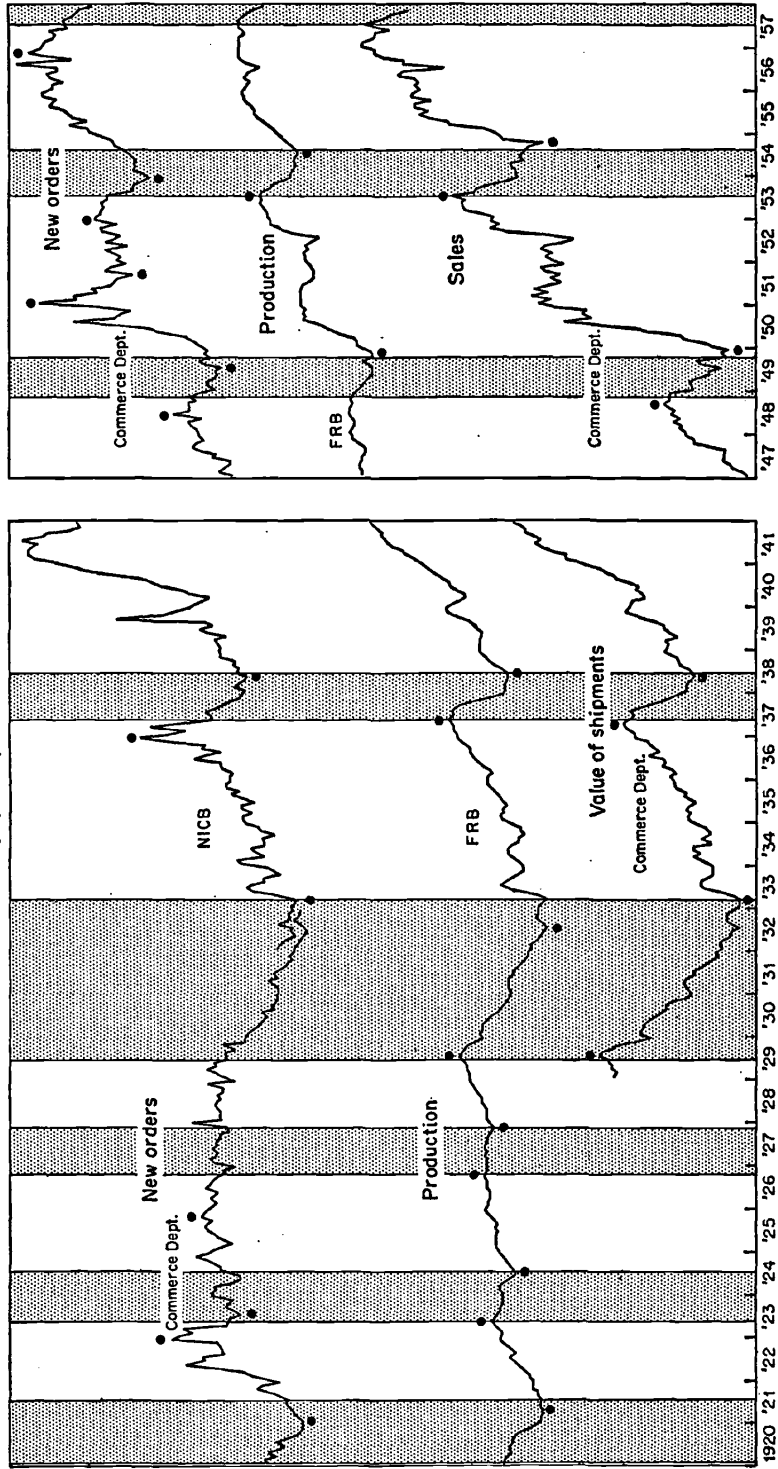 New orders
Commerce Dept.
NICB
Production
FRB
Value of shipments
Commerce Dept.
1920 '21 '22 '23 '24 '25 '26 '27 '28 '29 '30 '31 '32 '33 '34 '35 '36 '37 '38 '39 '40 '41
New orders
Commerce Dept.
Production
FRB
Sales
Commerce Dept.
'47 '48 '49 '50 '51 '52 '53 '54 '55 '56 '57